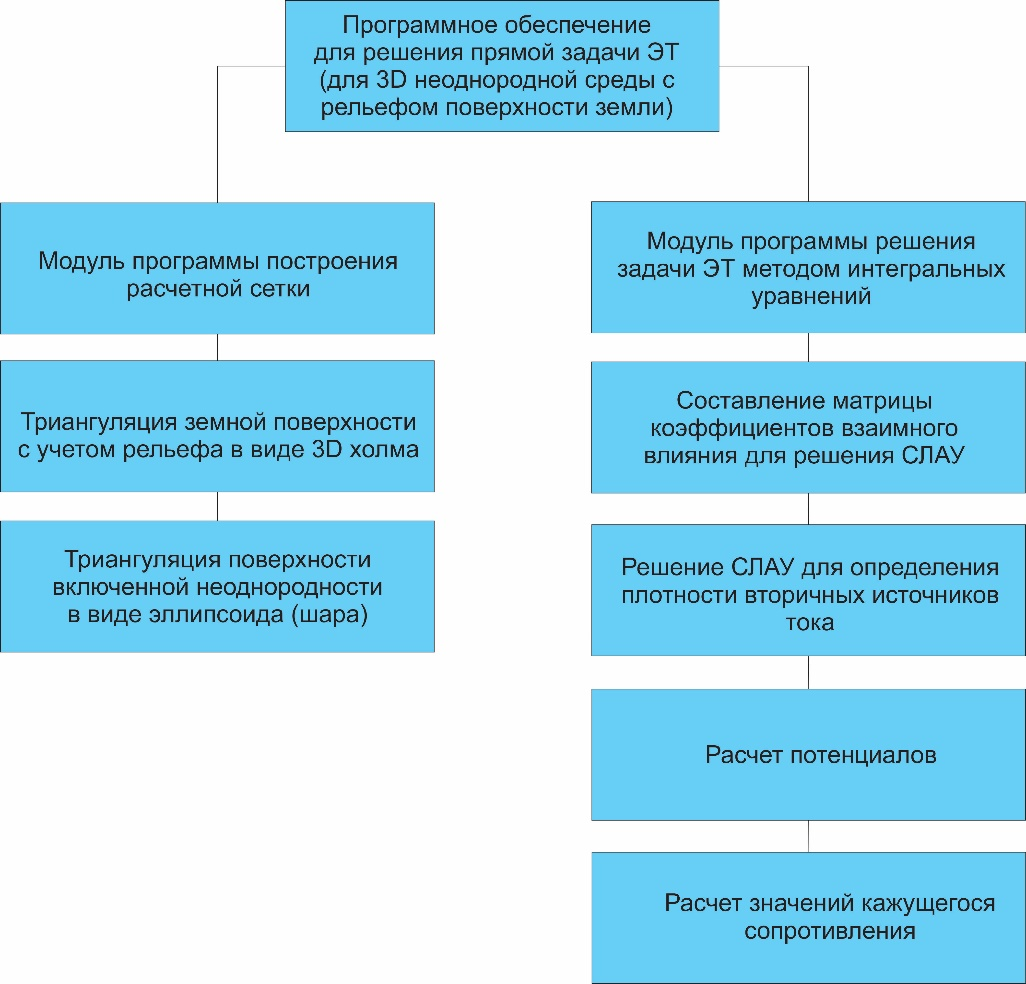 Программное обеспечение
для решения прямой задачи ЭТ
(для 3D неоднородной среды с
рельефом поверхности земли)
Модуль программы построения
расчетной сетки
Триангуляция земной поверхности
с учетом рельефа в виде 3D холма
Триангуляция поверхности
включенной неоднородности
в виде эллипсоида (шара)
Модуль программы решения
задачи ЭТ методом интегральных
уравнений
Составление матрицы
коэффициентов взаимного
влияния для решения СЛАУ
Решение СЛАУ для определения
плотности вторичных источников
тока
Расчет потенциалов
Расчет значений кажущегося
сопротивления